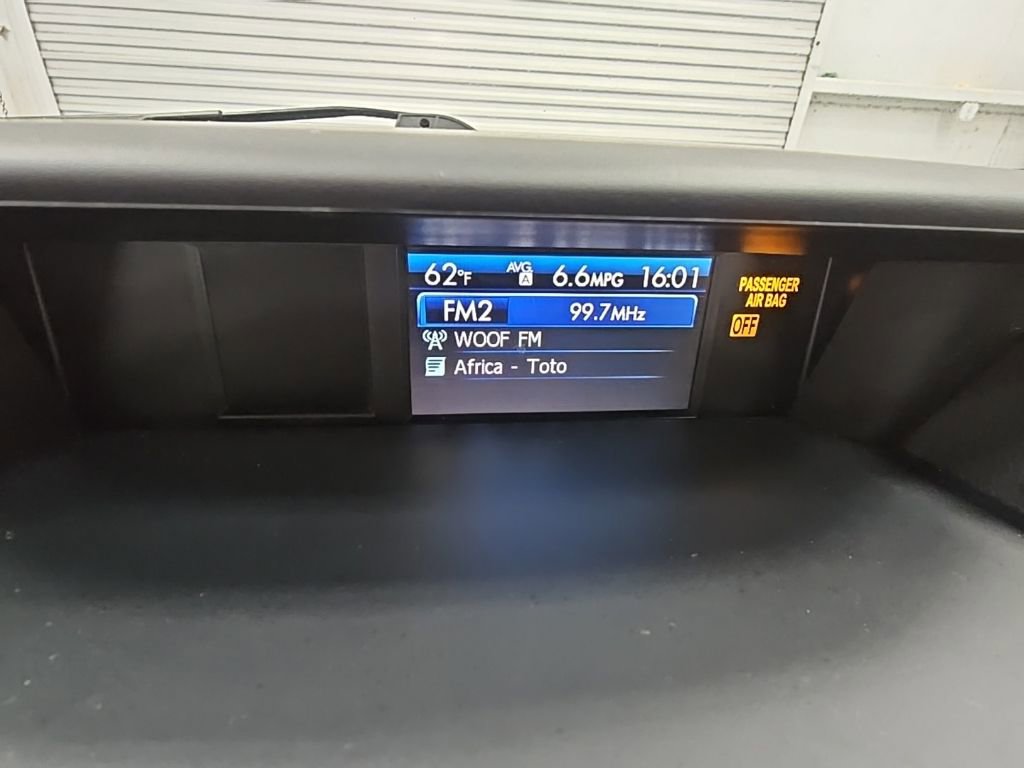 62°F AVG A 6.6MPG 16:01
FM2 99.7MHz
WOOF FM
Africa - Toto
PASSENGER
AIR BAG
OFF